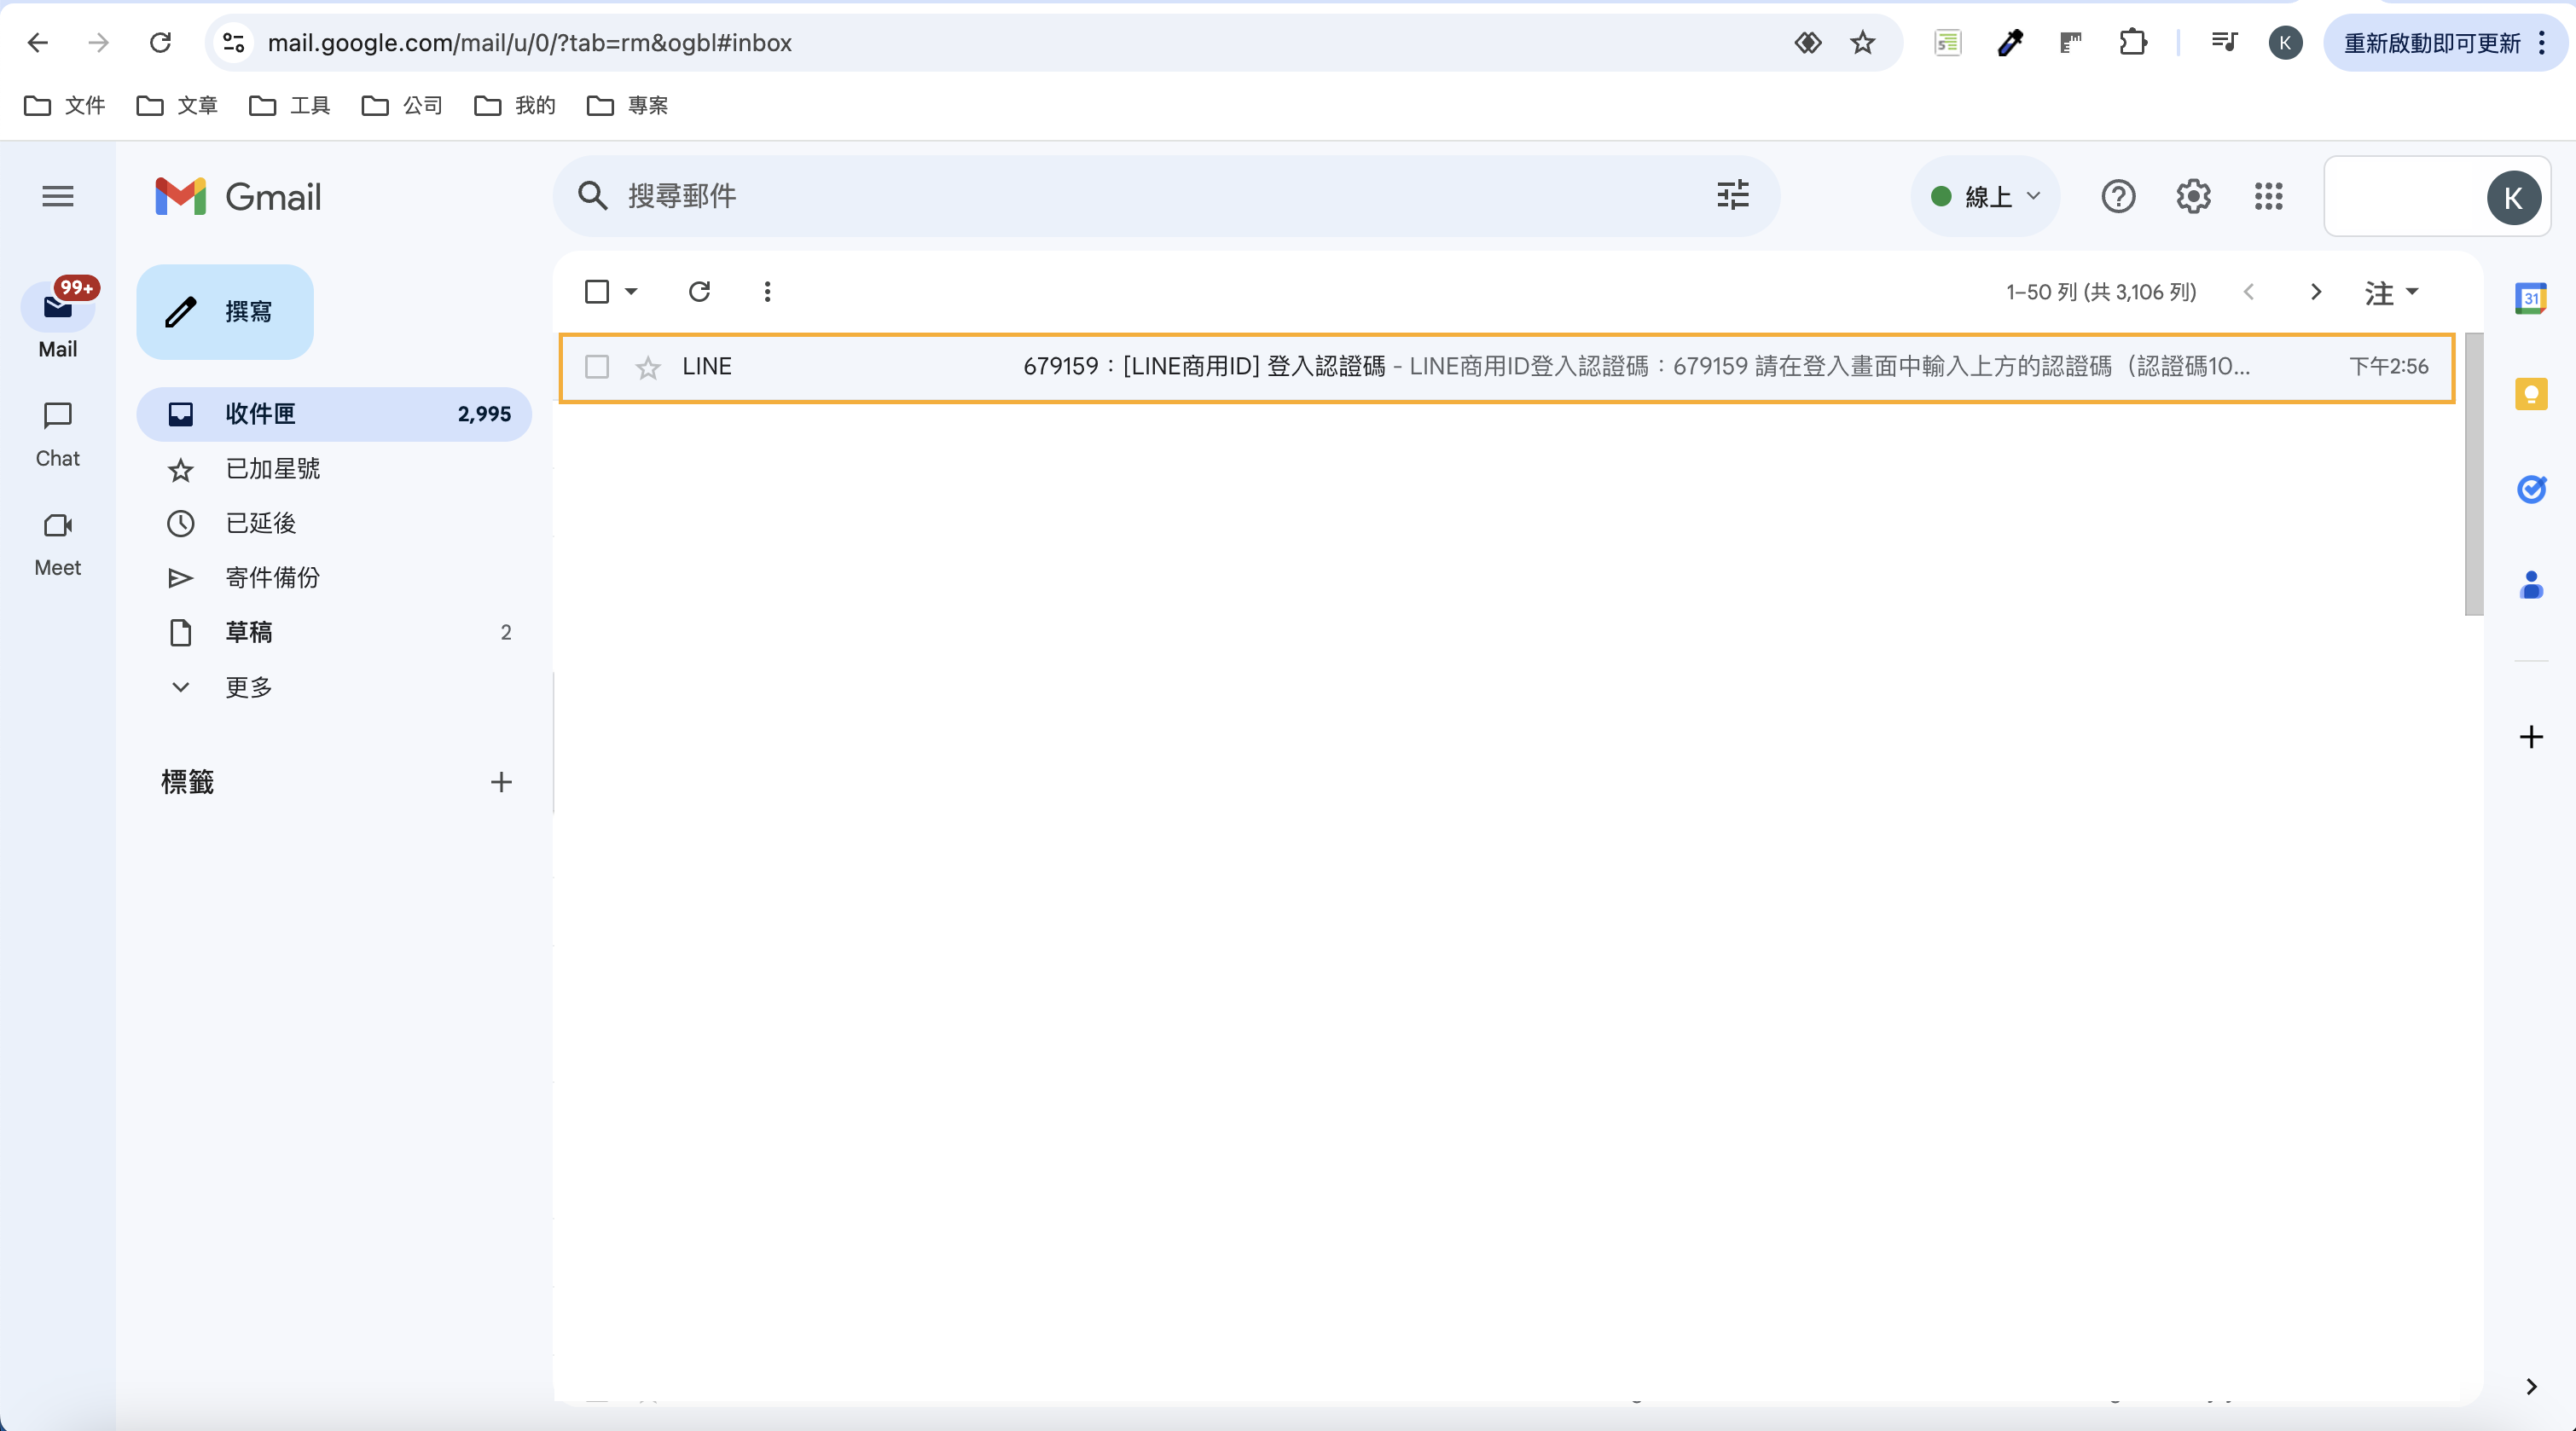 mail.google.com/mail/u/0/?tab=rm&ogbl#inbox
K
重新啟動即可更新
文件
文章
工具
公司
我的
專案
Gmail
搜尋郵件
線上
K
99+
Mail
Chat
Meet
撰寫
收件匣 2,995
已加星號
已延後
寄件備份
草稿 2
更多
標籤
1–50 列 (共 3,106 列)
注
LINE 679159：[LINE商用ID] 登入認證碼 - LINE商用ID登入認證碼：679159 請在登入畫面中輸入上方的認證碼（認證碼10... 下午2:56
31